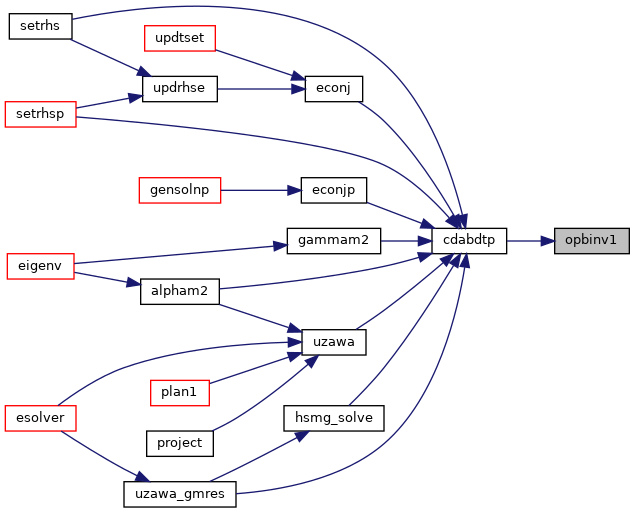 setrhs
updtset
updrhse
econj
setrhsp
gensolnp
econjp
gammam2
cdabdtp
opbinv1
eigenv
alpham2
uzawa
plan1
esolver
hsmg_solve
project
uzawa_gmres